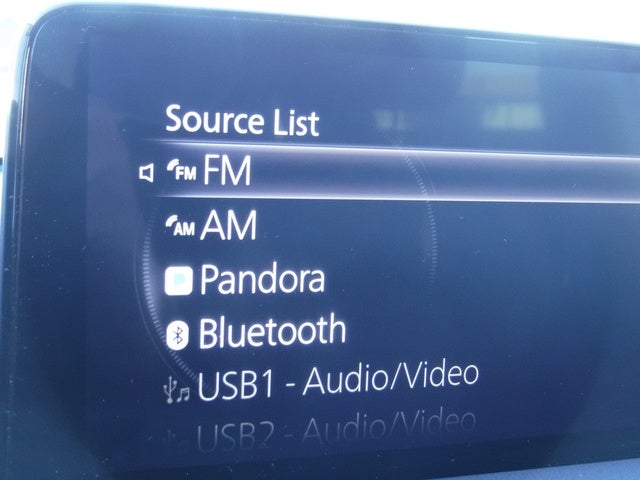 Source List
FM FM
AM AM
Pandora
Bluetooth
USB1 - Audio/Video
USB2 - Audio/Video